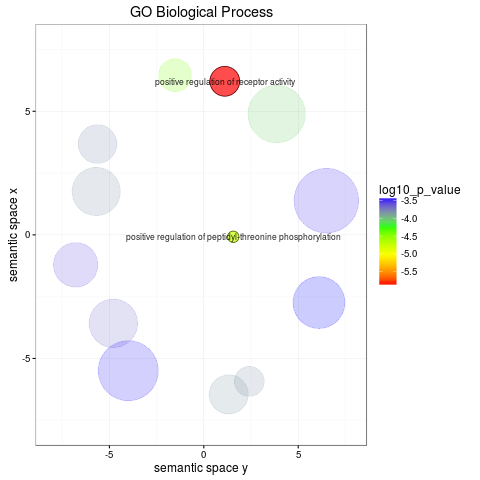 GO Biological Process
positive regulation of receptor activity
positive regulation of peptidyl-threonine phosphorylation
5
0
-5
-5
0
5
semantic space x
semantic space y
log10_p_value
-3.5
-4.0
-4.5
-5.0
-5.5